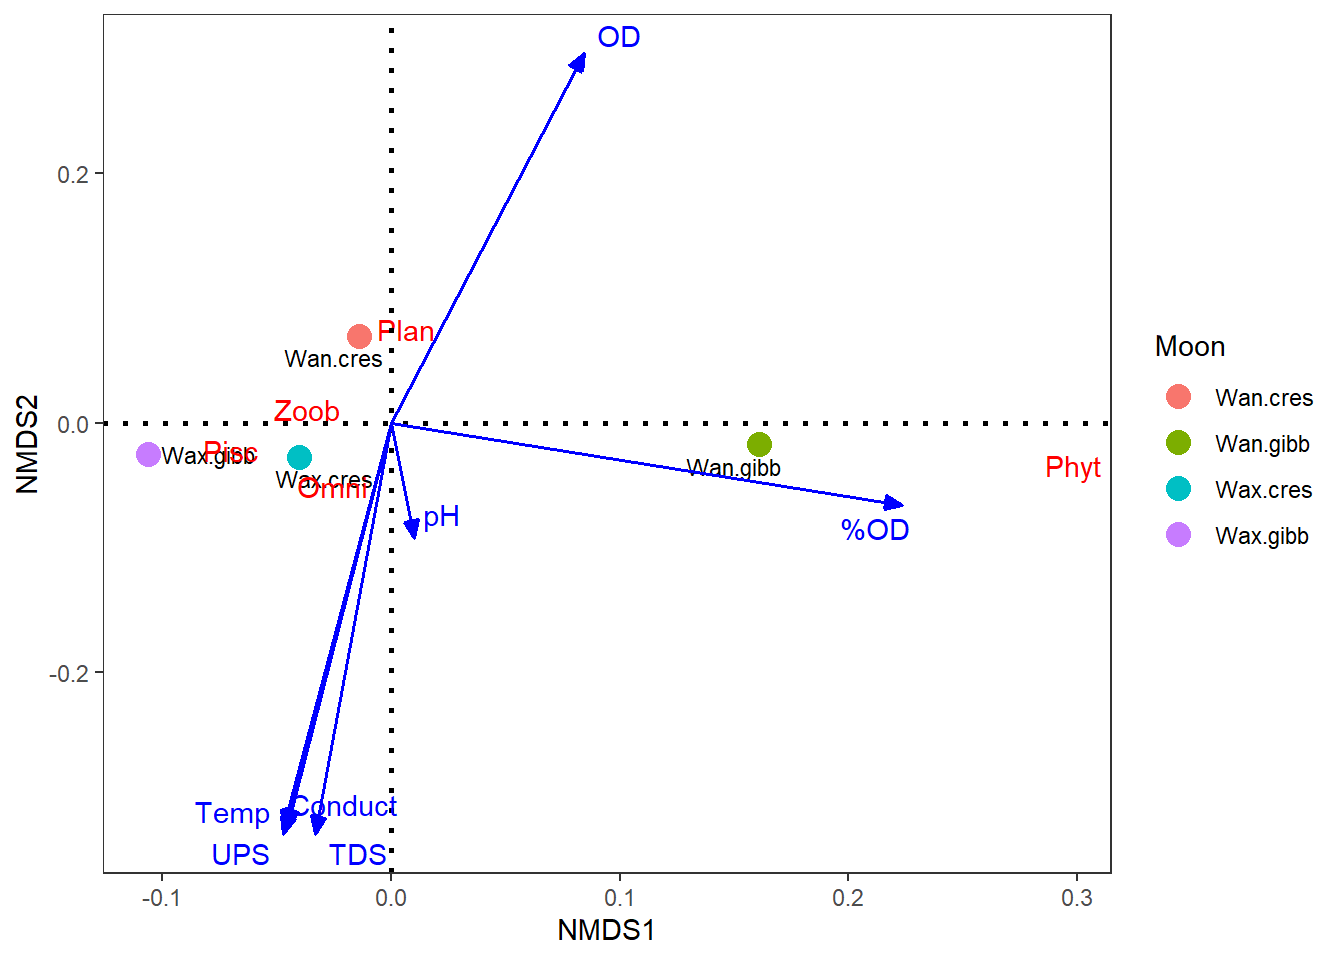 OD
0.2
Plan
Wan.cres
Zoob
0.0
Pisc
Wax.gibb
Wax.cres
Omni
Wan.gibb
Phyt
pH
%OD
-0.2
Temp
Conduct
UPS
TDS
-0.1
0.0
0.1
0.2
0.3
NMDS1
NMDS2
Moon
Wan.cres
Wan.gibb
Wax.cres
Wax.gibb